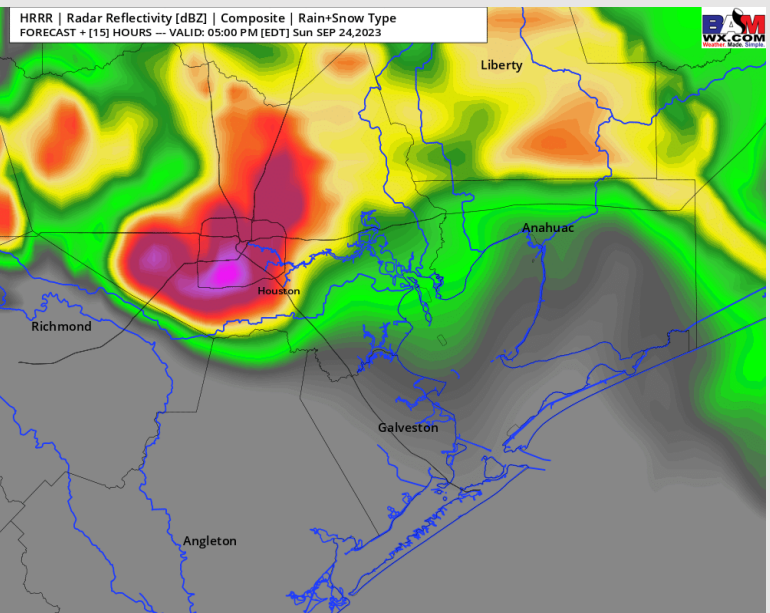 HRRR | Radar Reflectivity [dBZ] | Composite | Rain+Snow Type
FORECAST + [15] HOURS --- VALID: 05:00 PM [EDT] Sun SEP 24,2023
BAM
WX.COM
Weather. Made. Simple.
Liberty
Anahuac
Houston
Richmond
Galveston
Angleton